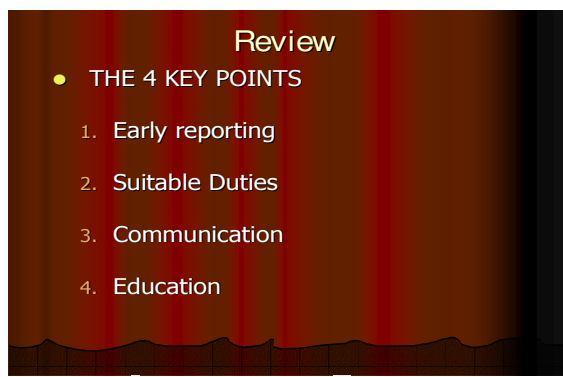 Review
THE 4 KEY POINTS
1. Early reporting
2. Suitable Duties
3. Communication
4. Education